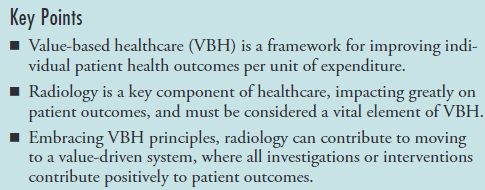 Key Points
■ Value-based healthcare (VBH) is a framework for improving indi-
vidual patient health outcomes per unit of expenditure.
■ Radiology is a key component of healthcare, impacting greatly on
patient outcomes, and must be considered a vital element of VBH.
■ Embracing VBH principles, radiology can contribute to moving
to a value-driven system, where all investigations or interventions
contribute positively to patient outcomes.